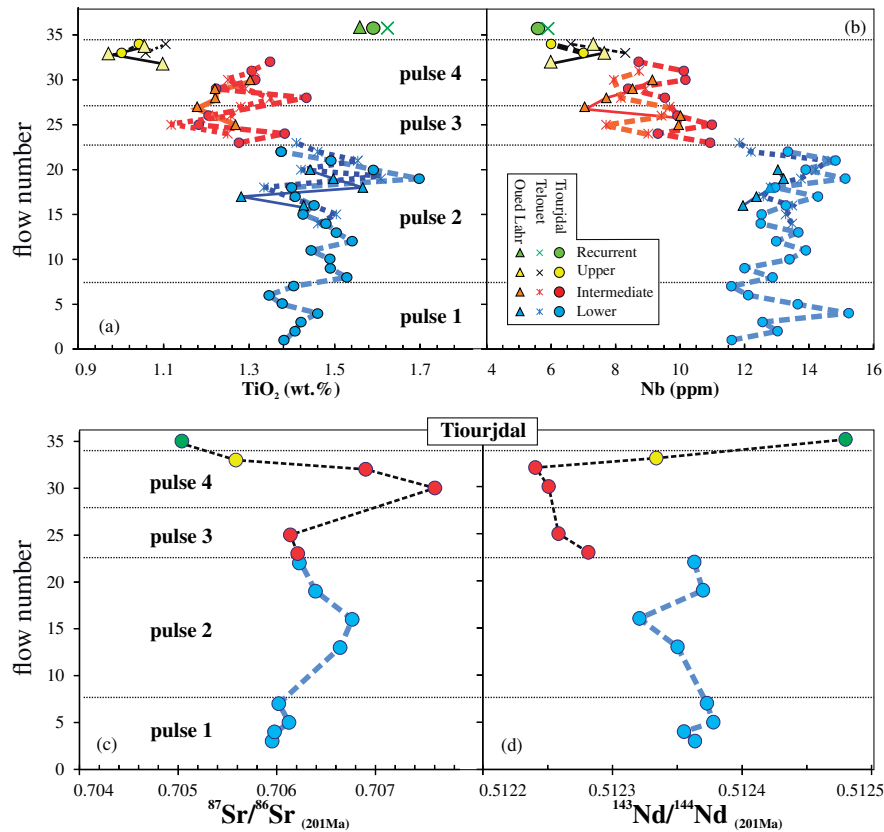 35
30
25
20
15
10
5
0
flow number
(a)
pulse 4
pulse 3
pulse 2
pulse 1
(b)
Oued Lahr
Telouet
Tiourjdal
Recurrent
Upper
Intermediate
Lower
0.9 1.1 1.3 1.5 1.7
TiO₂ (wt.%)
4 6 8 10 12 14 16
Nb (ppm)
Tiourjdal
35
30
25
20
15
10
5
0
flow number
pulse 4
pulse 3
pulse 2
pulse 1
(c)
(d)
0.704 0.705 0.706 0.707
⁸⁷Sr/⁸⁶Sr (201Ma)
0.5122 0.5123 0.5124 0.5125
¹⁴³Nd/¹⁴⁴Nd (201Ma)